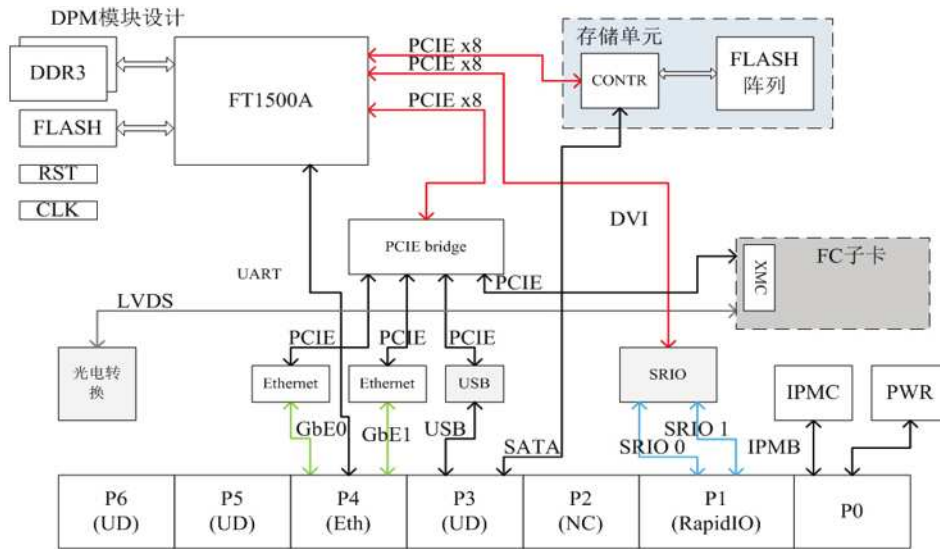 DPM模块设计
DDR3
FT1500A
FLASH
RST
CLK
PCIE x8
PCIE x8
PCIE x8
存储单元
CONTR
FLASH
阵列
DVI
PCIE bridge
UART
PCIE
FC子卡
XMC
LVDS
PCIE
PCIE
PCIE
光电转
换
Ethernet
Ethernet
USB
SRIO
IPMC
PWR
GbE0
GbE1
USB
SATA
SRIO 0
SRIO 1
IPMB
P6
(UD)
P5
(UD)
P4
(Eth)
P3
(UD)
P2
(NC)
P1
(RapidIO)
P0